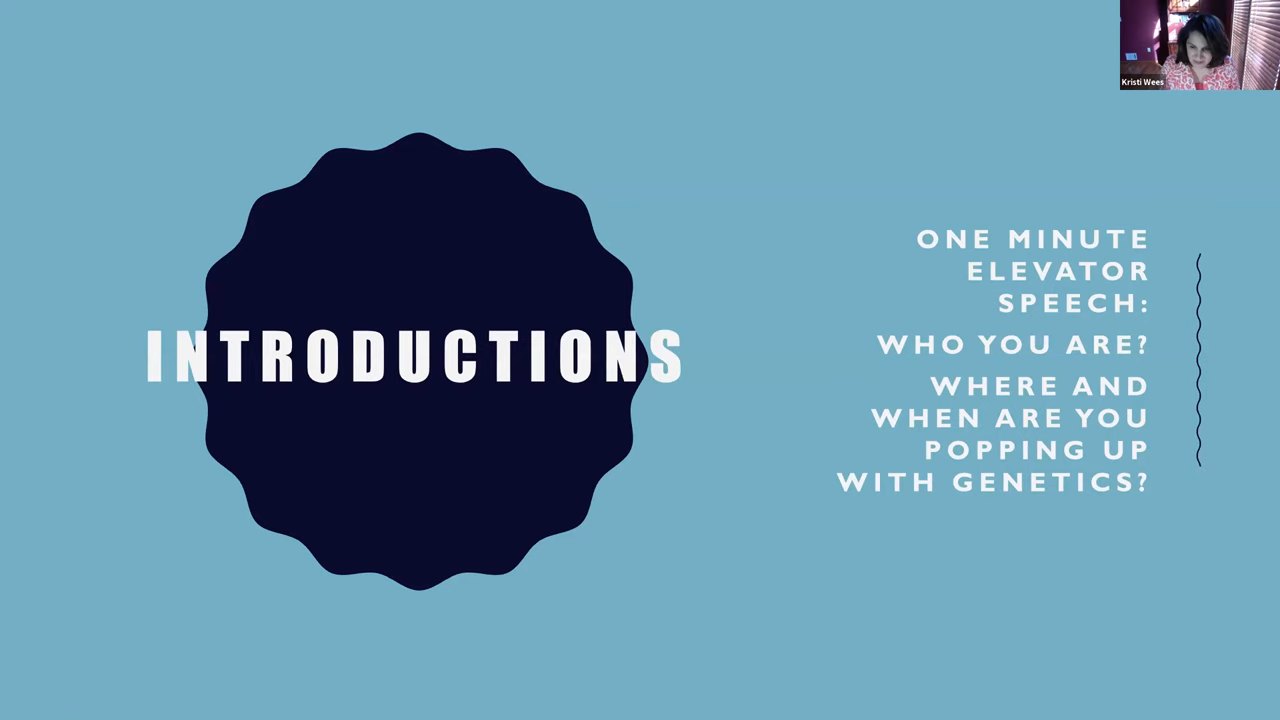 Kristi Wees
INTRODUCTIONS
ONE MINUTE
ELEVATOR
SPEECH:
WHO YOU ARE?
WHERE AND
WHEN ARE YOU
POPPING UP
WITH GENETICS?